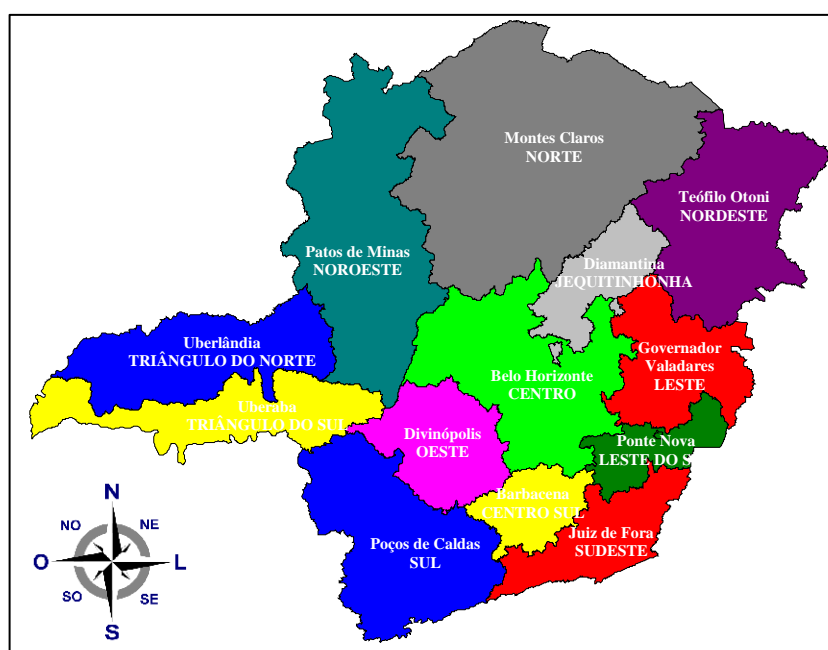 Montes Claros
NORTE
Teófilo Otoni
NORDESTE
Patos de Minas
NOROESTE
Diamantina
JEQUITINHONHA
Uberlândia
TRIÂNGULO DO NORTE
Governador
Valadares
LESTE
Belo Horizonte
CENTRO
Uberaba
TRIÂNGULO DO SUL
Divinópolis
OESTE
Ponte Nova
LESTE DO S
Barbacena
CENTRO SUL
Juiz de Fora
SUDESTE
Poços de Caldas
SUL
N
NO
NE
O
L
SO
SE
S